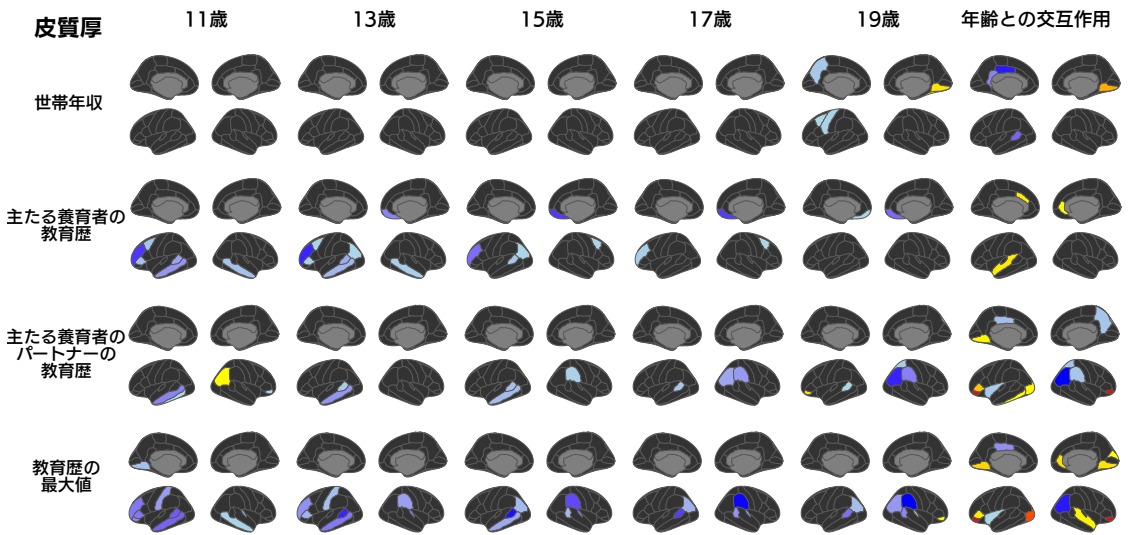 皮質厚
11歳
13歳
15歳
17歳
19歳
年齢との交互作用
世帯年収
主たる養育者の
教育歴
主たる養育者の
パートナーの
教育歴
教育歴の
最大値